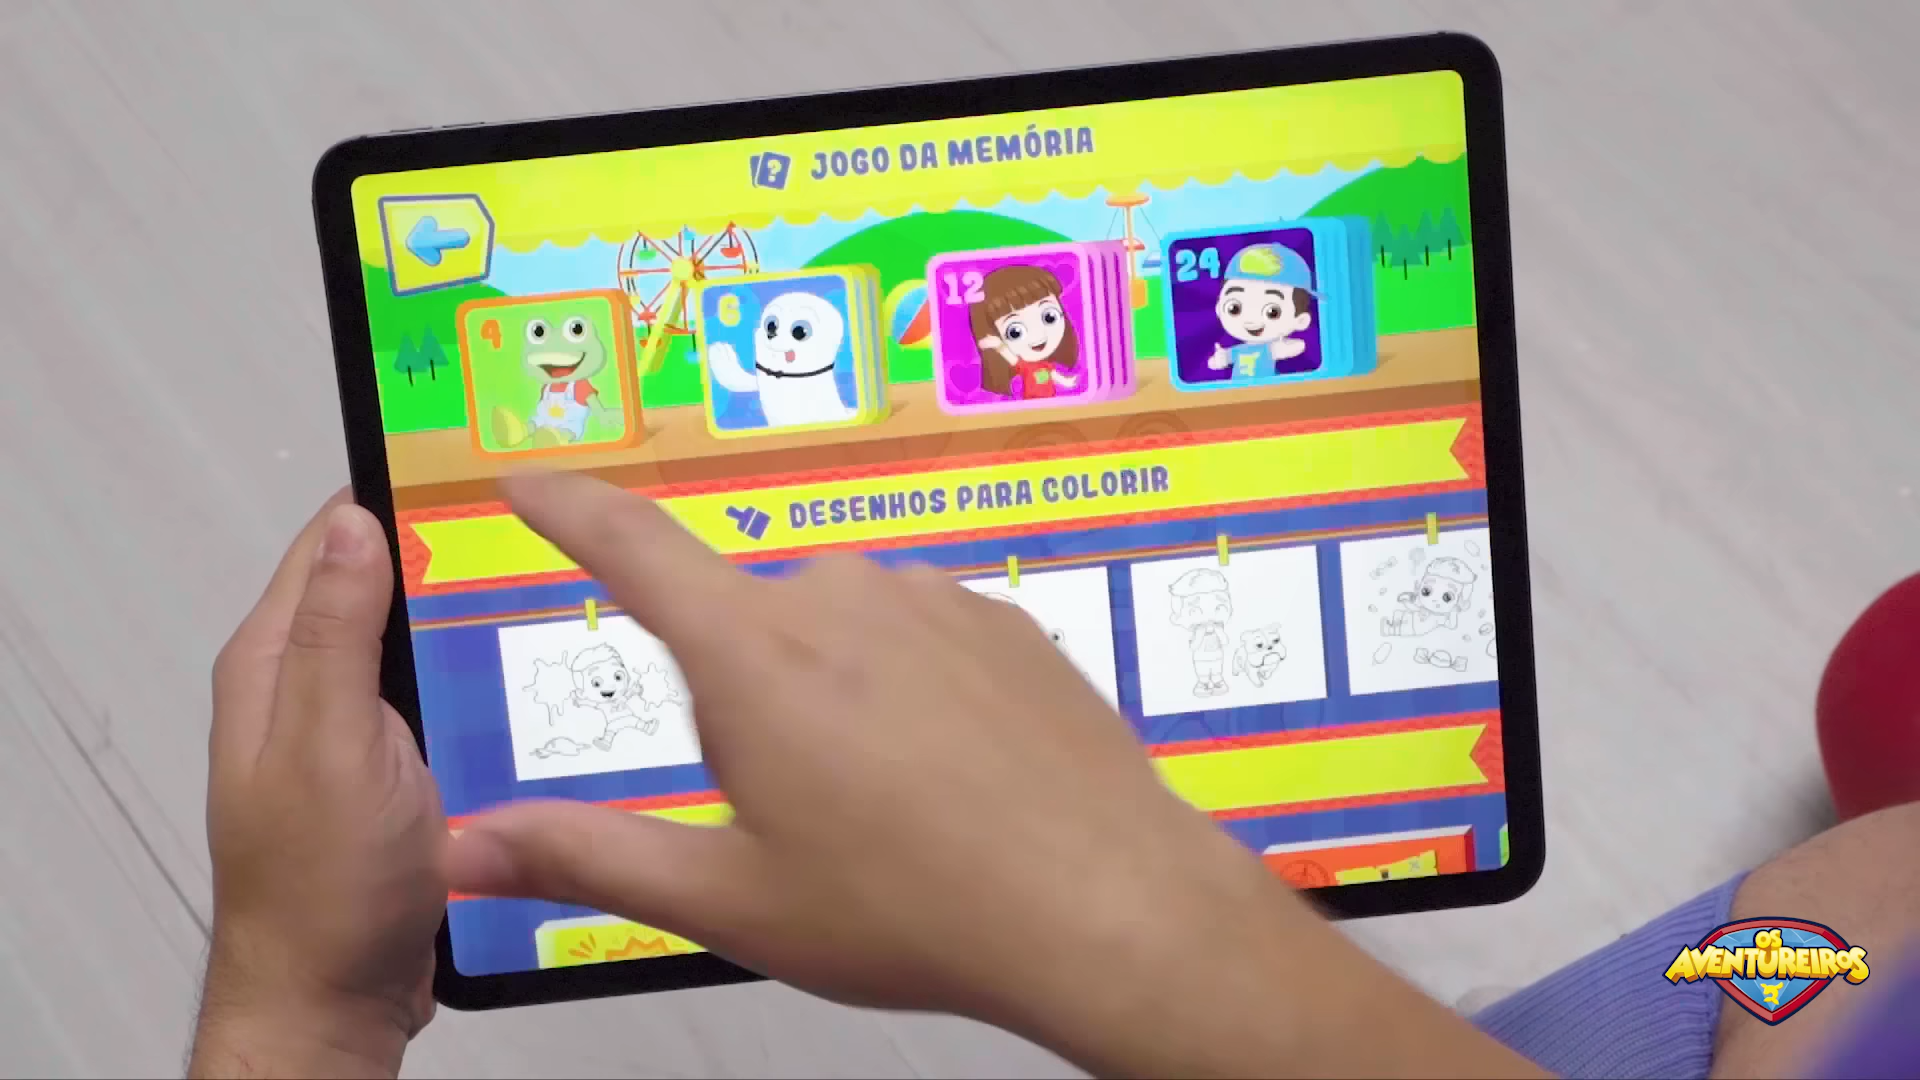 JOGO DA MEMÓRIA
4
6
12
24
DESENHOS PARA COLORIR
OS
AVENTUREIROS